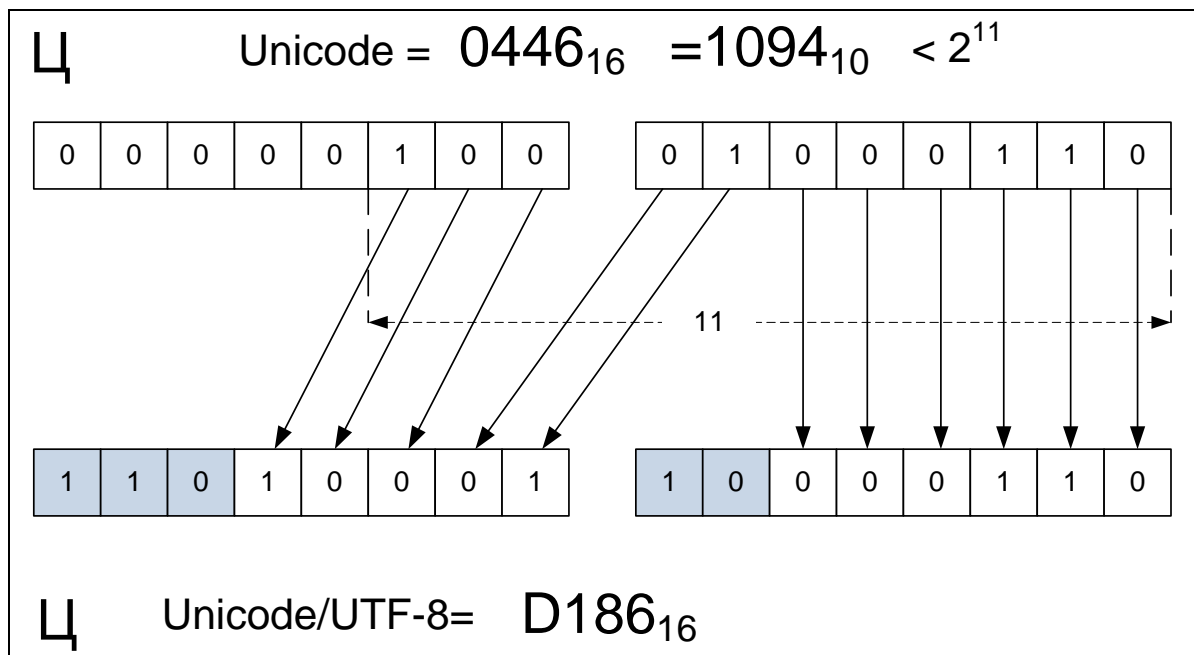 ц Unicode = 0446₁₆ =1094₁₀ < 2¹¹
0 0 0 0 0 1 0 0 0 1 0 0 0 1 1 0
11
1 1 0 1 0 0 0 1 1 0 0 0 0 1 1 0
ц Unicode/UTF-8= D186₁₆